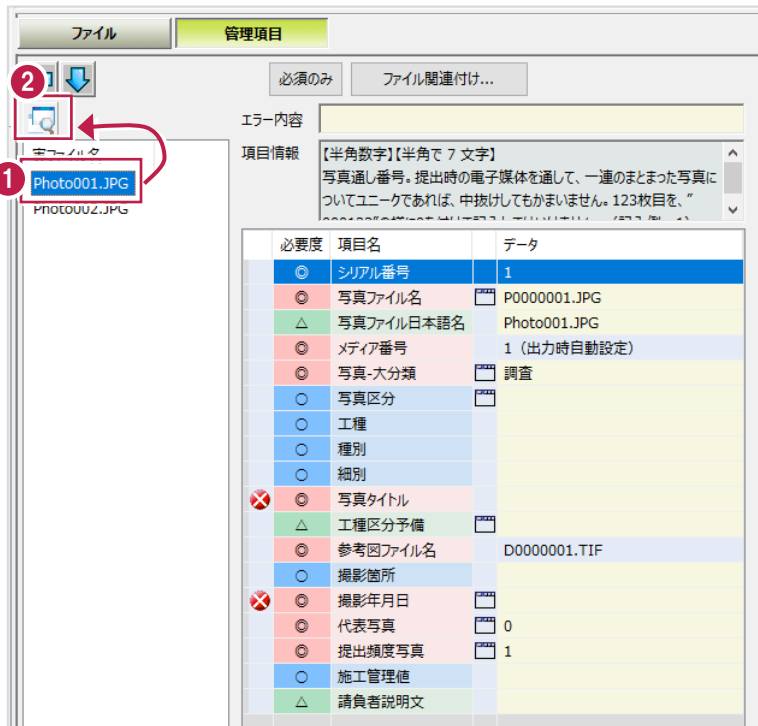 ファイル 管理項目
2 必須のみ ファイル関連付け...
エラー内容
実ファイル名 項目情報 【半角数字】【半角で 7 文字】
写真通し番号。提出時の電子媒体を通して、一連のまとまった写真に
1 Photo001.JPG ついてユニークであれば、中抜けしてもかまいません。123枚目を、"
Photo002.JPG
必要度 項目名 データ
◎ シリアル番号 1
◎ 写真ファイル名 P0000001.JPG
△ 写真ファイル日本語名 Photo001.JPG
◎ メディア番号 1（出力時自動設定）
◎ 写真-大分類 調査
○ 写真区分
○ 工種
○ 種別
○ 細別
◎ 写真タイトル
△ 工種区分予備
◎ 参考図ファイル名 D0000001.TIF
○ 撮影箇所
◎ 撮影年月日
◎ 代表写真 0
◎ 提出頻度写真 1
○ 施工管理値
△ 請負者説明文